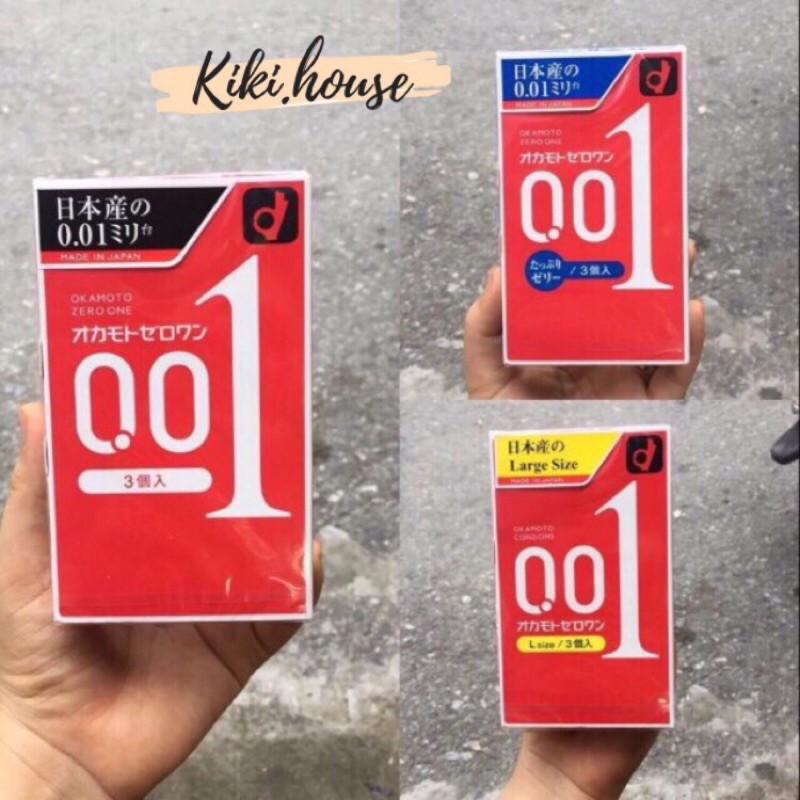 Kiki.house
日本産の
0.01ミリ台
MADE IN JAPAN
OKAMOTO
ZERO ONE
オカモトゼロワン
0.01
3個入
日本産の
0.01ミリ台
MADE IN JAPAN
OKAMOTO
ZERO ONE
オカモトゼロワン
0.01
たっぷり
ゼリー / 3個入
日本産の
Large Size
MADE IN JAPAN
OKAMOTO
CONDOMS
0.01
オカモトゼロワン
L size / 3個入